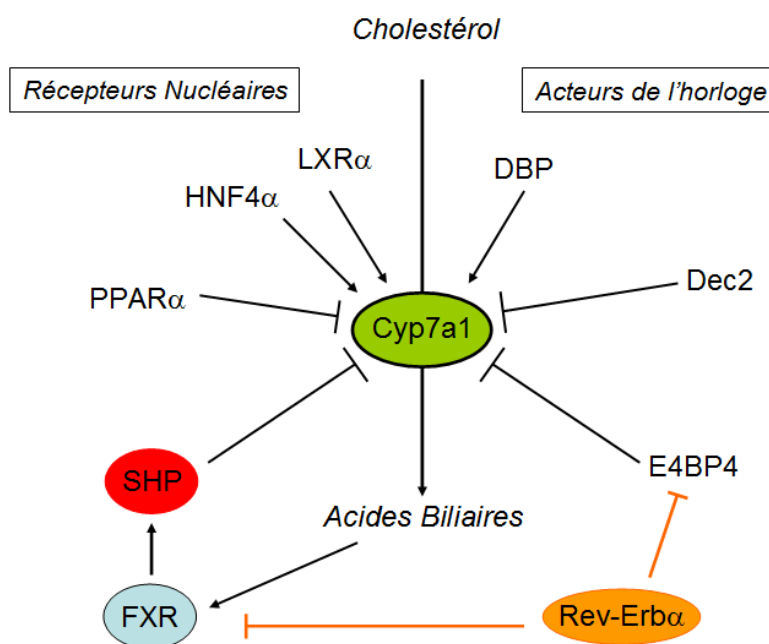 Cholestérol
Récepteurs Nucléaires
Acteurs de l'horloge
LXRα
DBP
HNF4α
PPARα
Dec2
Cyp7a1
SHP
E4BP4
Acides Biliaires
FXR
Rev-Erbα